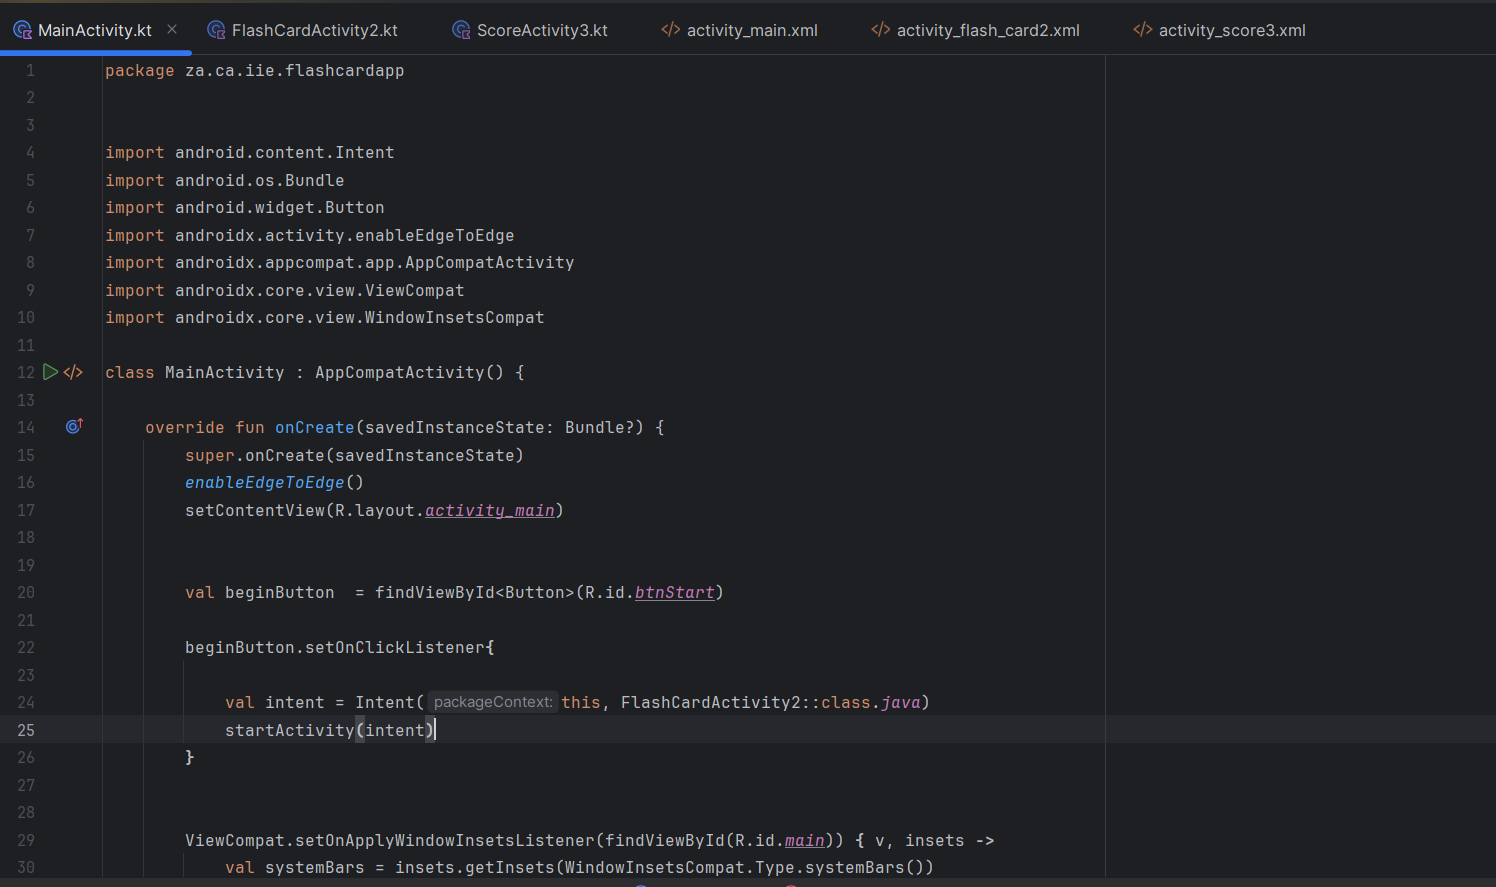 MainActivity.kt FlashCardActivity2.kt ScoreActivity3.kt </> activity_main.xml </> activity_flash_card2.xml </> activity_score3.xml
1 package za.ca.iie.flashcardapp
2
3
4 import android.content.Intent
5 import android.os.Bundle
6 import android.widget.Button
7 import androidx.activity.enableEdgeToEdge
8 import androidx.appcompat.app.AppCompatActivity
9 import androidx.core.view.ViewCompat
10 import androidx.core.view.WindowInsetsCompat
11
12 </> class MainActivity : AppCompatActivity() {
13
14 override fun onCreate(savedInstanceState: Bundle?) {
15 super.onCreate(savedInstanceState)
16 enableEdgeToEdge()
17 setContentView(R.layout.activity_main)
18
19
20 val beginButton  = findViewById<Button>(R.id.btnStart)
21
22 beginButton.setOnClickListener{
23
24 val intent = Intent( packageContext: this, FlashCardActivity2::class.java)
25 startActivity(intent)
26 }
27
28
29 ViewCompat.setOnApplyWindowInsetsListener(findViewById(R.id.main)) { v, insets ->
30 val systemBars = insets.getInsets(WindowInsetsCompat.Type.systemBars())